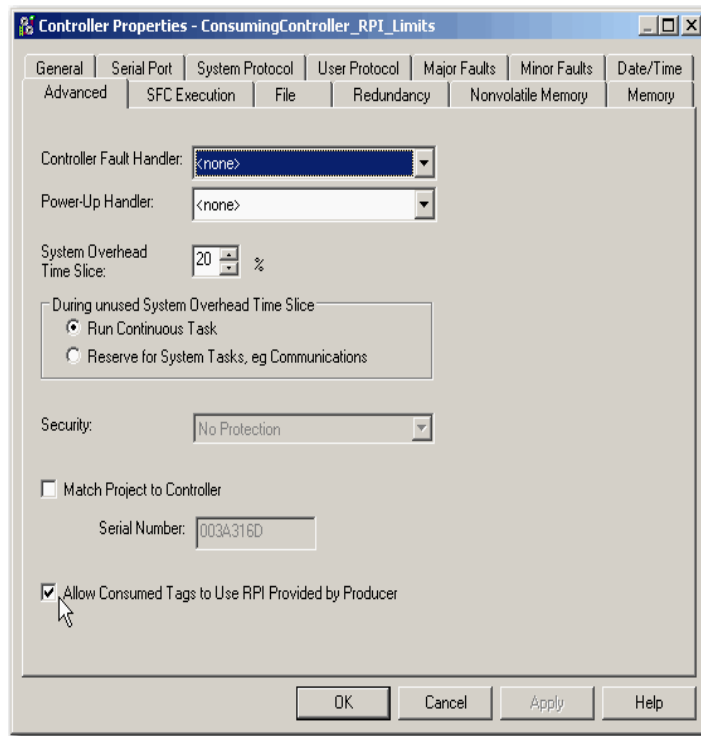 Controller Properties - ConsumingController_RPI_Limits
General Serial Port System Protocol User Protocol Major Faults Minor Faults Date/Time
Advanced SFC Execution File Redundancy Nonvolatile Memory Memory
Controller Fault Handler: <none>
Power-Up Handler: <none>
System Overhead
Time Slice: 20 %
During unused System Overhead Time Slice
Run Continuous Task
Reserve for System Tasks, eg Communications
Security: No Protection
Match Project to Controller
Serial Number: 003A316D
Allow Consumed Tags to Use RPI Provided by Producer
OK Cancel Apply Help